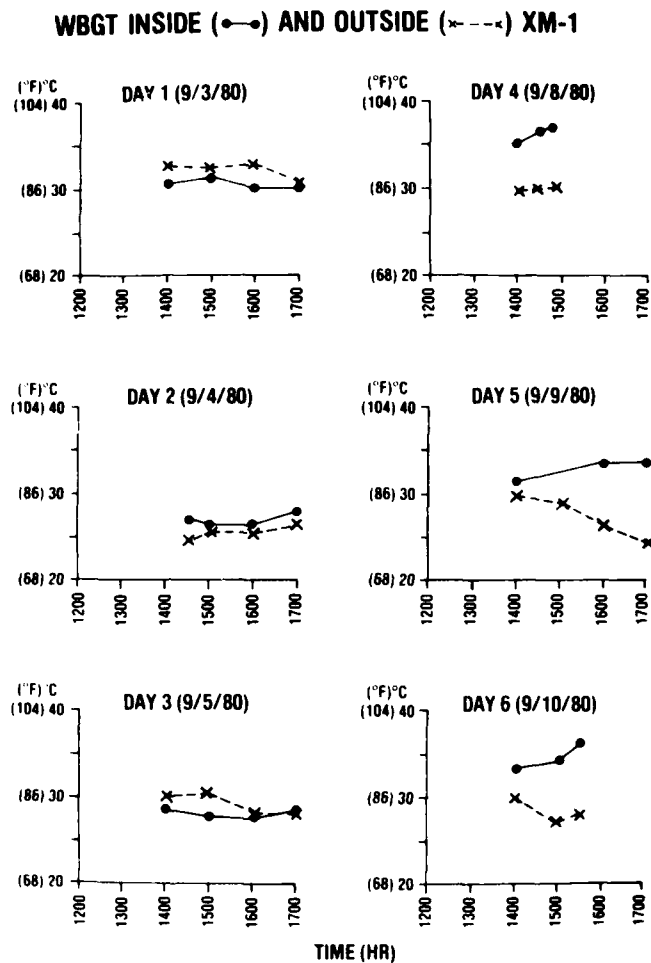 WBGT INSIDE (●—●) AND OUTSIDE (×- - -×) XM-1
(°F)°C
(104) 40
DAY 1 (9/3/80)
(86) 30
(68) 20
1200 1300 1400 1500 1600 1700
(°F)°C
(104) 40
DAY 4 (9/8/80)
(86) 30
(68) 20
1200 1300 1400 1500 1600 1700
(°F)°C
(104) 40
DAY 2 (9/4/80)
(86) 30
(68) 20
1200 1300 1400 1500 1600 1700
(°F)°C
(104) 40
DAY 5 (9/9/80)
(86) 30
(68) 20
1200 1300 1400 1500 1600 1700
(°F) °C
(104) 40
DAY 3 (9/5/80)
(86) 30
(68) 20
1200 1300 1400 1500 1600 1700
(°F)°C
(104) 40
DAY 6 (9/10/80)
(86) 30
(68) 20
1200 1300 1400 1500 1600 1700
TIME (HR)